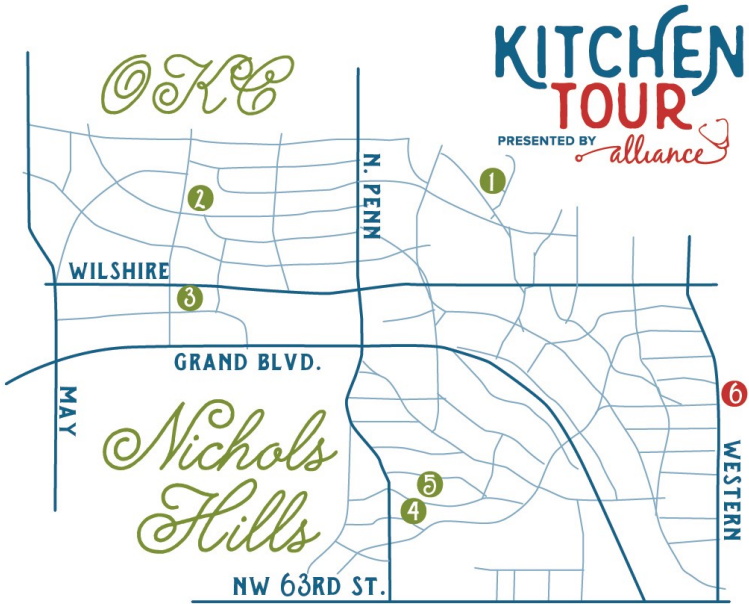 OKC
KITCHEN
TOUR
PRESENTED BY
alliance
1
N. PENN
2
WILSHIRE
3
GRAND BLVD.
MAY
6
Nichols
Hills
WESTERN
5
4
NW 63RD ST.